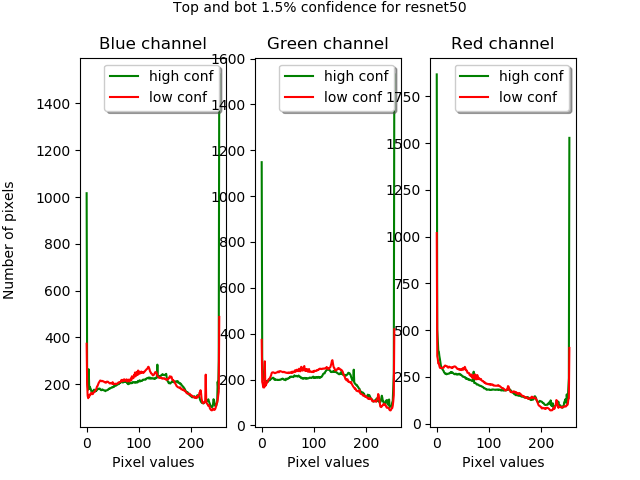 Top and bot 1.5% confidence for resnet50
Blue channel
Green channel
Red channel
high conf
low conf
high conf
low conf
high conf
low conf
Number of pixels
1400
1200
1000
800
600
400
200
1600
1400
1200
1000
800
600
400
200
0
1750
1500
1250
1000
750
500
250
0
0 100 200
0 100 200
0 100 200
Pixel values
Pixel values
Pixel values